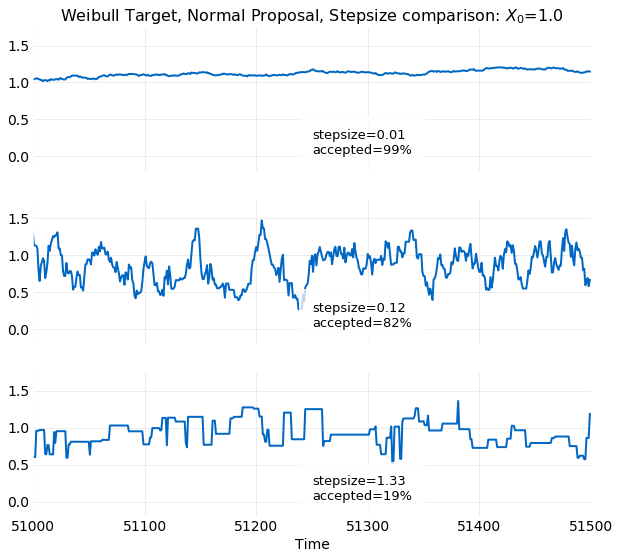 Weibull Target, Normal Proposal, Stepsize comparison: X₀=1.0
1.5
1.0
0.5
0.0
stepsize=0.01
accepted=99%
1.5
1.0
0.5
0.0
stepsize=0.12
accepted=82%
1.5
1.0
0.5
0.0
stepsize=1.33
accepted=19%
51000 51100 51200 51300 51400 51500
Time